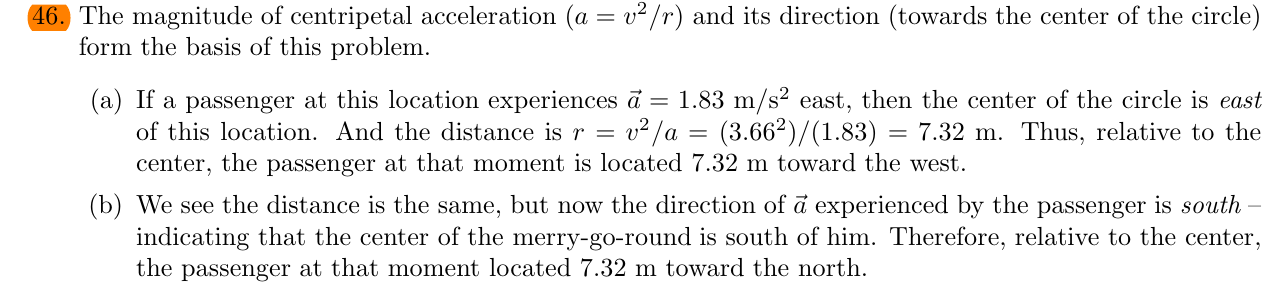 46. The magnitude of centripetal acceleration (a = v²/r) and its direction (towards the center of the circle)
form the basis of this problem.
(a) If a passenger at this location experiences a⃗ = 1.83 m/s² east, then the center of the circle is east
of this location. And the distance is r = v²/a = (3.66²)/(1.83) = 7.32 m. Thus, relative to the
center, the passenger at that moment is located 7.32 m toward the west.
(b) We see the distance is the same, but now the direction of a⃗ experienced by the passenger is south –
indicating that the center of the merry-go-round is south of him. Therefore, relative to the center,
the passenger at that moment located 7.32 m toward the north.